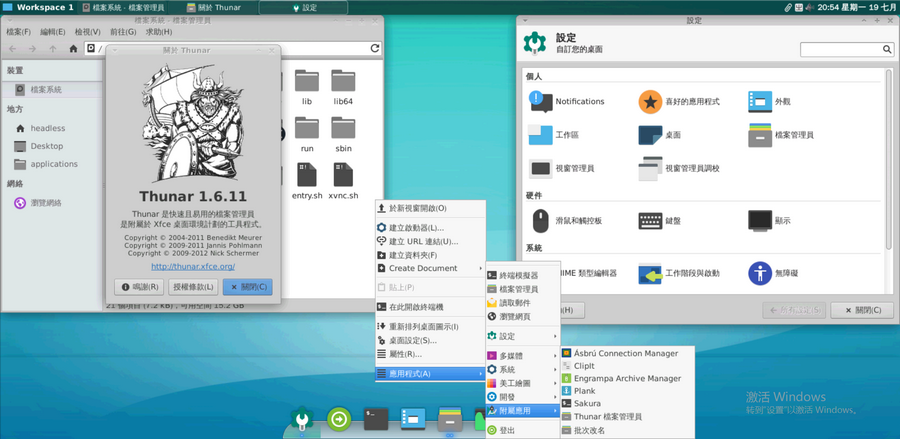 Workspace 1
檔案系統 - 檔案管理員
關於 Thunar
設定
20:54 星期一 19 七月
檔案系統 - 檔案管理員
檔案(F) 編輯(E) 檢視(V) 前往(G) 求助(H)
/
裝置
檔案系統
地方
headless
Desktop
applications
網絡
瀏覽網絡
lib
lib64
run
sbin
entry.sh
xvnc.sh
關於 Thunar
Thunar 1.6.11
Thunar 是快速且易用的檔案管理員
是附屬於 Xfce 桌面環境計劃的工具程式。
Copyright © 2004-2011 Benedikt Meurer
Copyright © 2009-2011 Jannis Pohlmann
Copyright © 2009-2012 Nick Schermer
http://thunar.xfce.org/
鳴謝(R)
授權條款(L)
關閉(C)
21 個項目 (7.2 kB)，可用空間 15.2 GB
於新視窗開啟(O)
建立啟動器(L)...
建立 URL 連結(U)...
建立資料夾(F)
Create Document
貼上(P)
在此開啟終端機
重新排列桌面圖示(I)
桌面設定(S)...
屬性(R)...
應用程式(A)
終端模擬器
檔案管理員
讀取郵件
瀏覽網頁
設定
多媒體
系統
美工繪圖
開發
附屬應用
登出
Ásbrú Connection Manager
ClipIt
Engrampa Archive Manager
Plank
Sakura
Thunar 檔案管理員
批次改名
設定
設定
自訂您的桌面
個人
Notifications
喜好的應用程式
外觀
工作區
桌面
檔案管理員
視窗管理員
視窗管理員調校
硬件
滑鼠和觸控板
鍵盤
顯示
系統
MIME 類型編輯器
工作階段與啟動
無障礙
(H)
所有設定(S)
關閉(C)
激活 Windows
转到"设置"以激活 Windows。